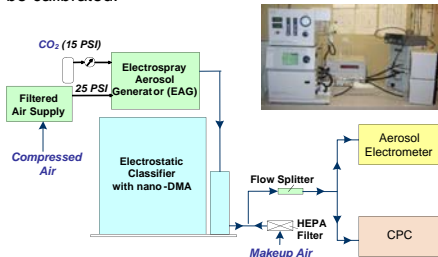 be calibrated.
CO₂ (15 PSI)
Electrospray
Aerosol
Generator (EAG)
25 PSI
Filtered
Air Supply
Compressed
Air
Electrostatic
Classifier
with nano-DMA
Flow Splitter
HEPA
Filter
Makeup Air
Aerosol
Electrometer
CPC